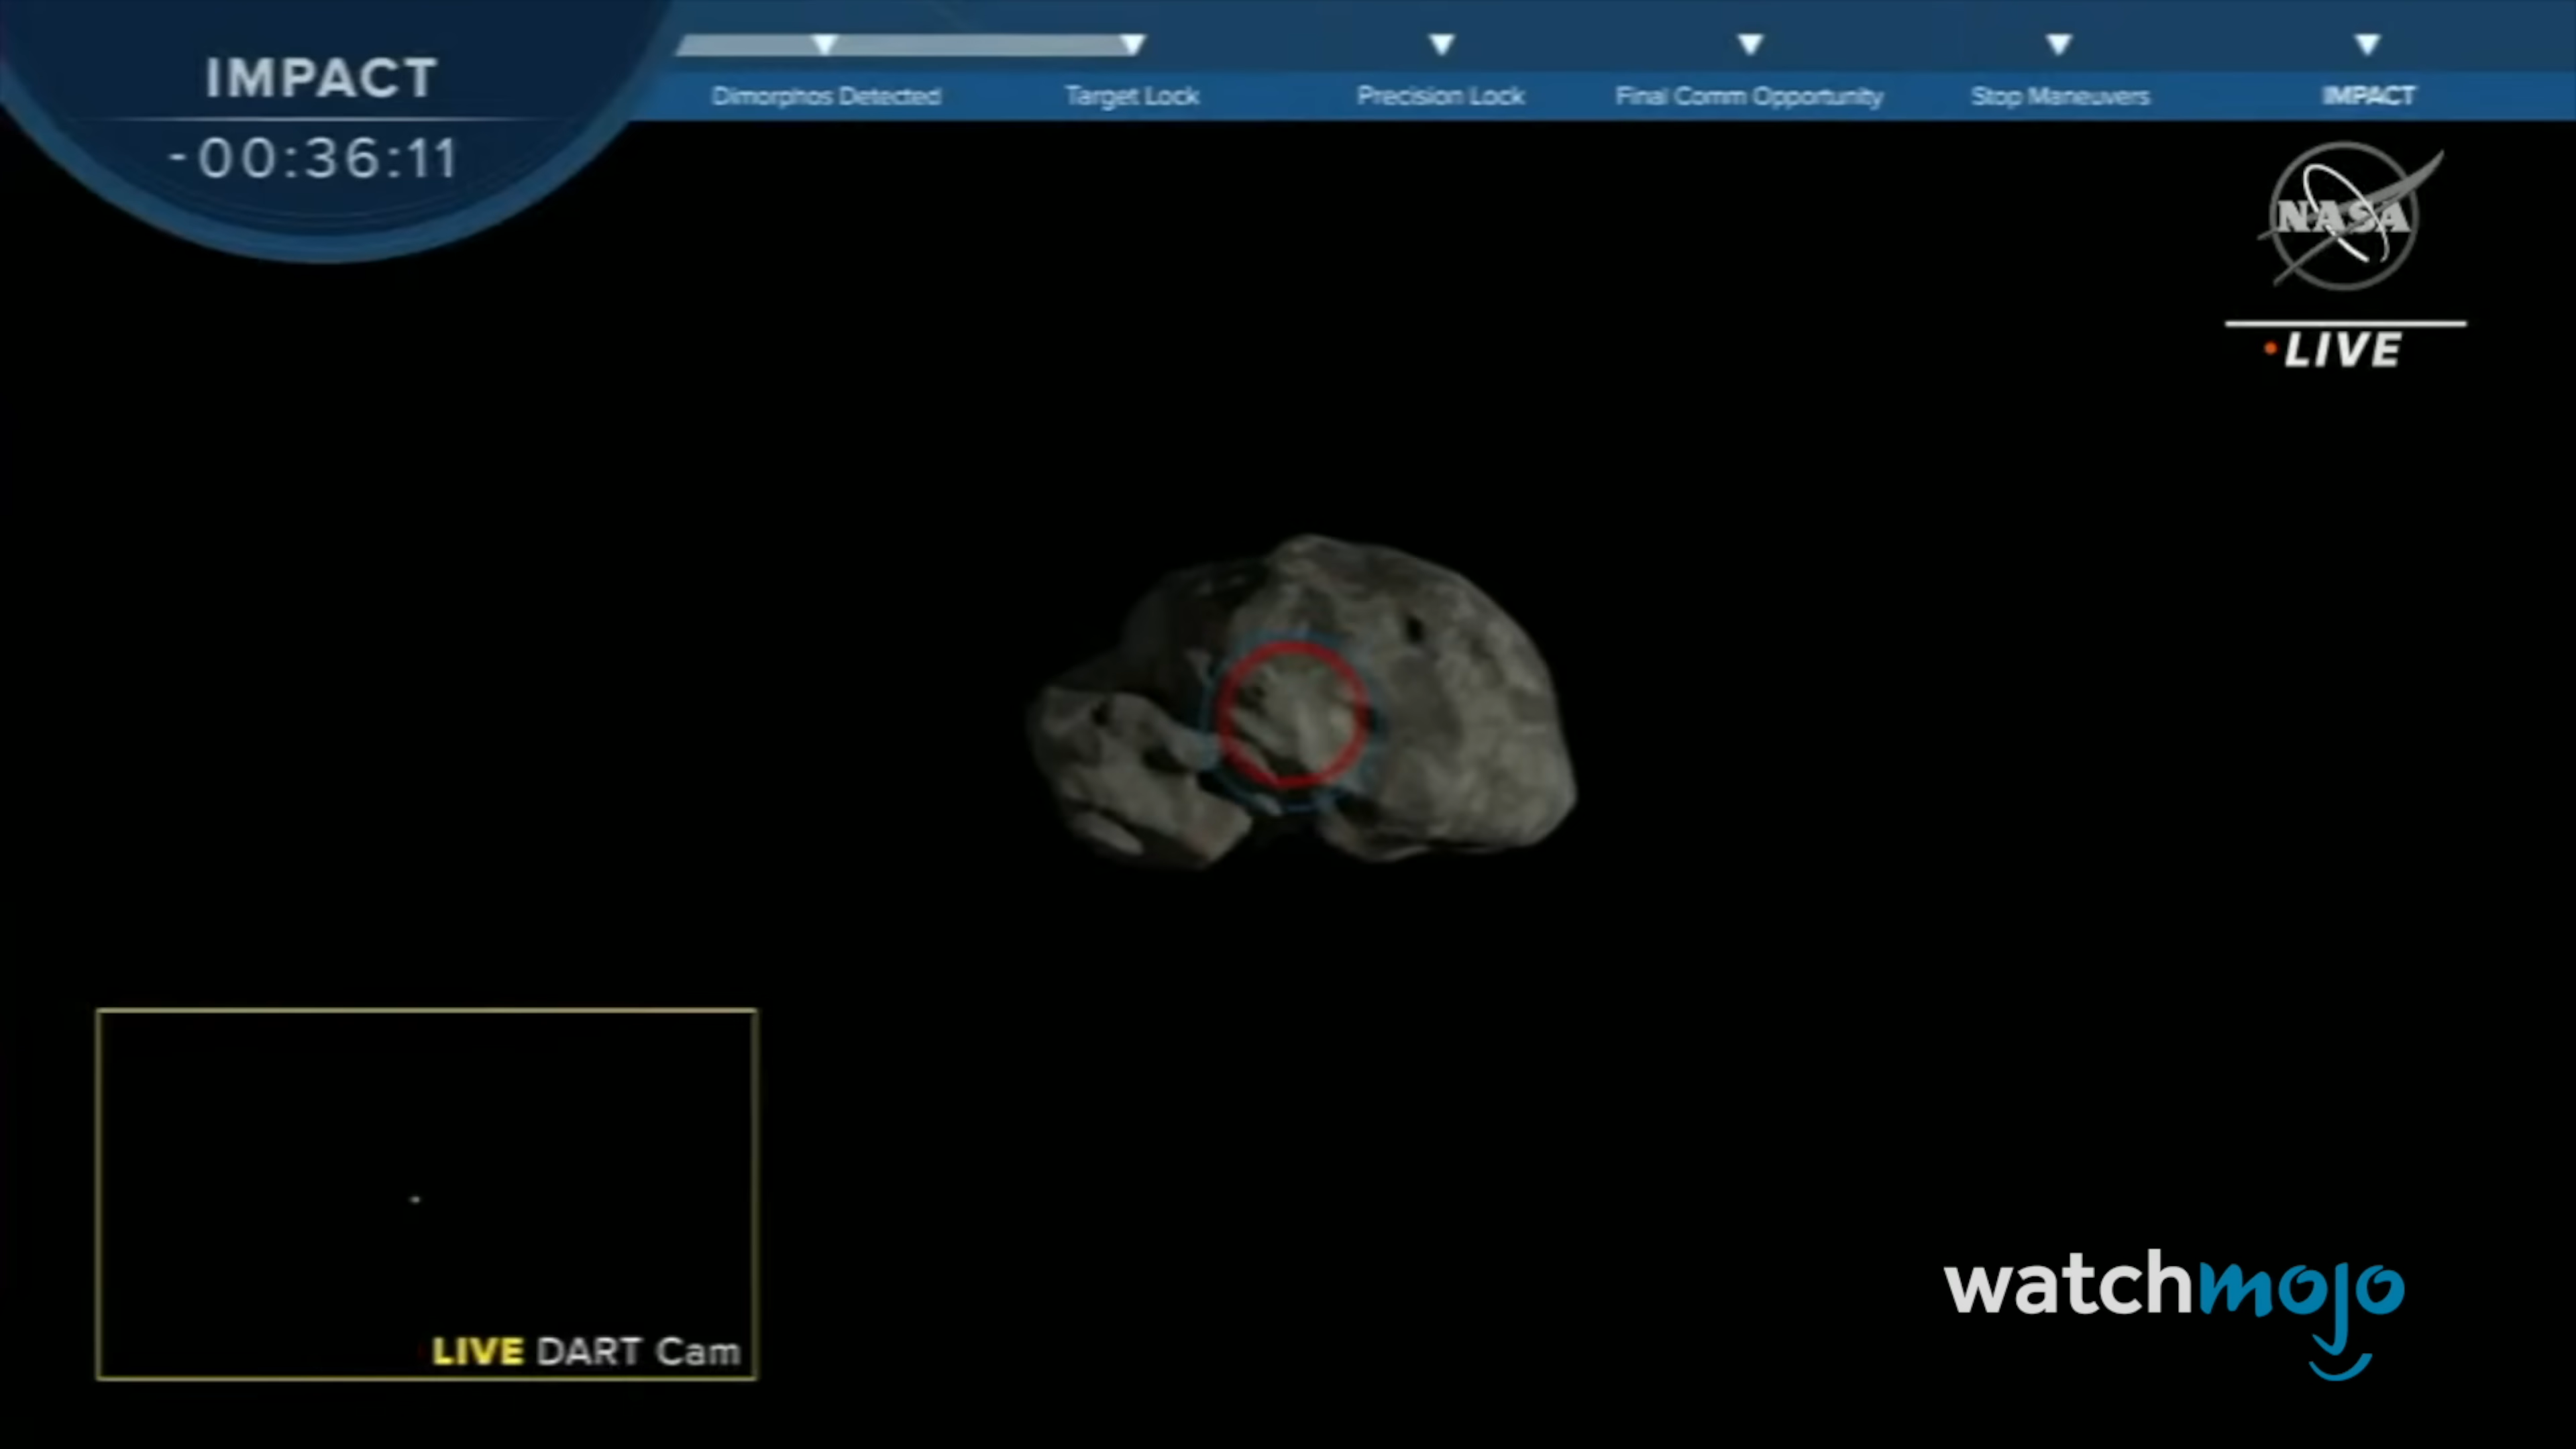 IMPACT
-00:36:11
Dimorphos Detected
Target Lock
Precision Lock
Final Comm Opportunity
Stop Maneuvers
IMPACT
NASA
LIVE
LIVE DART Cam
watchmojo